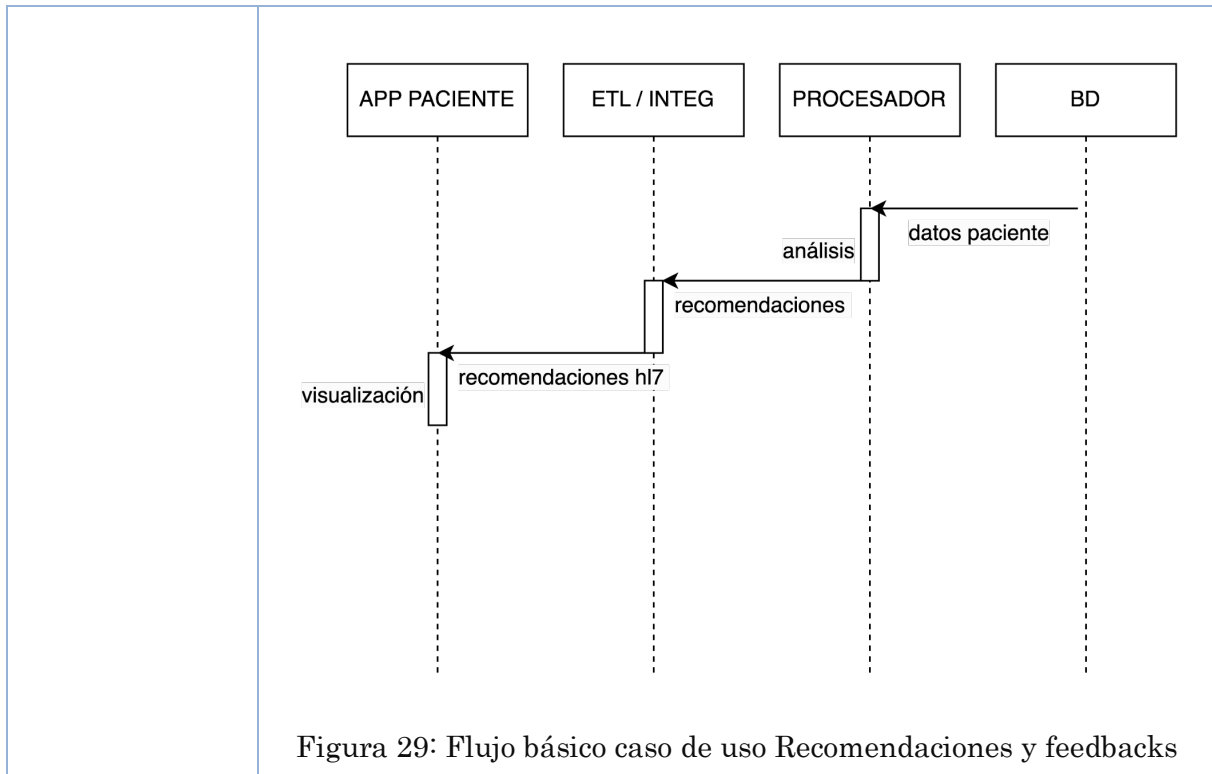 APP PACIENTE
ETL / INTEG
PROCESADOR
BD
datos paciente
análisis
recomendaciones
recomendaciones hl7
visualización
Figura 29: Flujo básico caso de uso Recomendaciones y feedbacks